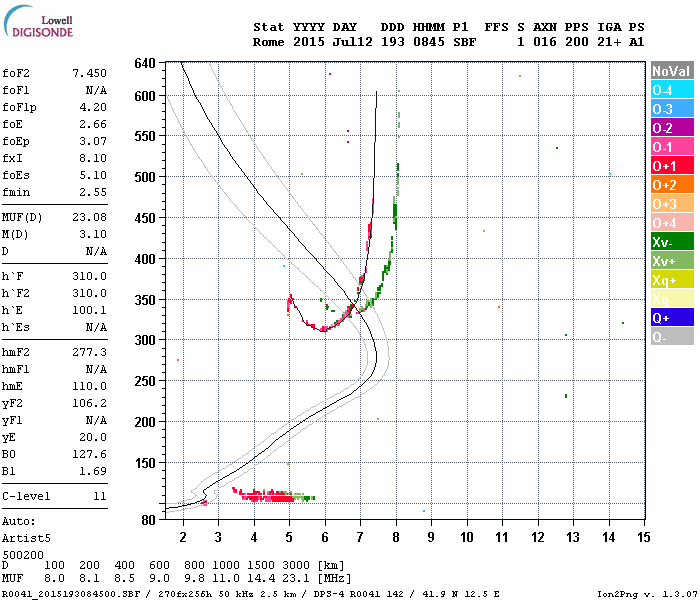 Lowell
DIGISONDE
Stat YYYY DAY DDD HHMM P1 FFS S AXN PPS IGA PS
Rome 2015 Jul12 193 0845 SBF 1 016 200 21+ A1
foF2 7.450
foF1 N/A
foF1p 4.20
foE 2.66
foEp 3.07
fxI 8.10
foEs 5.10
fmin 2.55
MUF(D) 23.08
M(D) 3.10
D N/A
h`F 310.0
h`F2 310.0
h`E 100.1
h`Es N/A
hmF2 277.3
hmF1 N/A
hmE 110.0
yF2 106.2
yF1 N/A
yE 20.0
B0 127.6
B1 1.69
C-level 11
Auto:
Artist5
500200
640
600
550
500
450
400
350
300
250
200
150
80
2 3 4 5 6 7 8 9 10 11 12 13 14 15
NoVal
O-4
O-3
O-2
O-1
O+1
O+2
O+3
O+4
Xv-
Xv+
Xq+
Xq-
Q+
Q-
D 100 200 400 600 800 1000 1500 3000 [km]
MUF 8.0 8.1 8.5 9.0 9.8 11.0 14.4 23.1 [MHz]
R0041_2015193084500.SBF / 270fx256h 50 kHz 2.5 km / DPS-4 R0041 142 / 41.9 N 12.5 E
Ion2Png v. 1.3.07